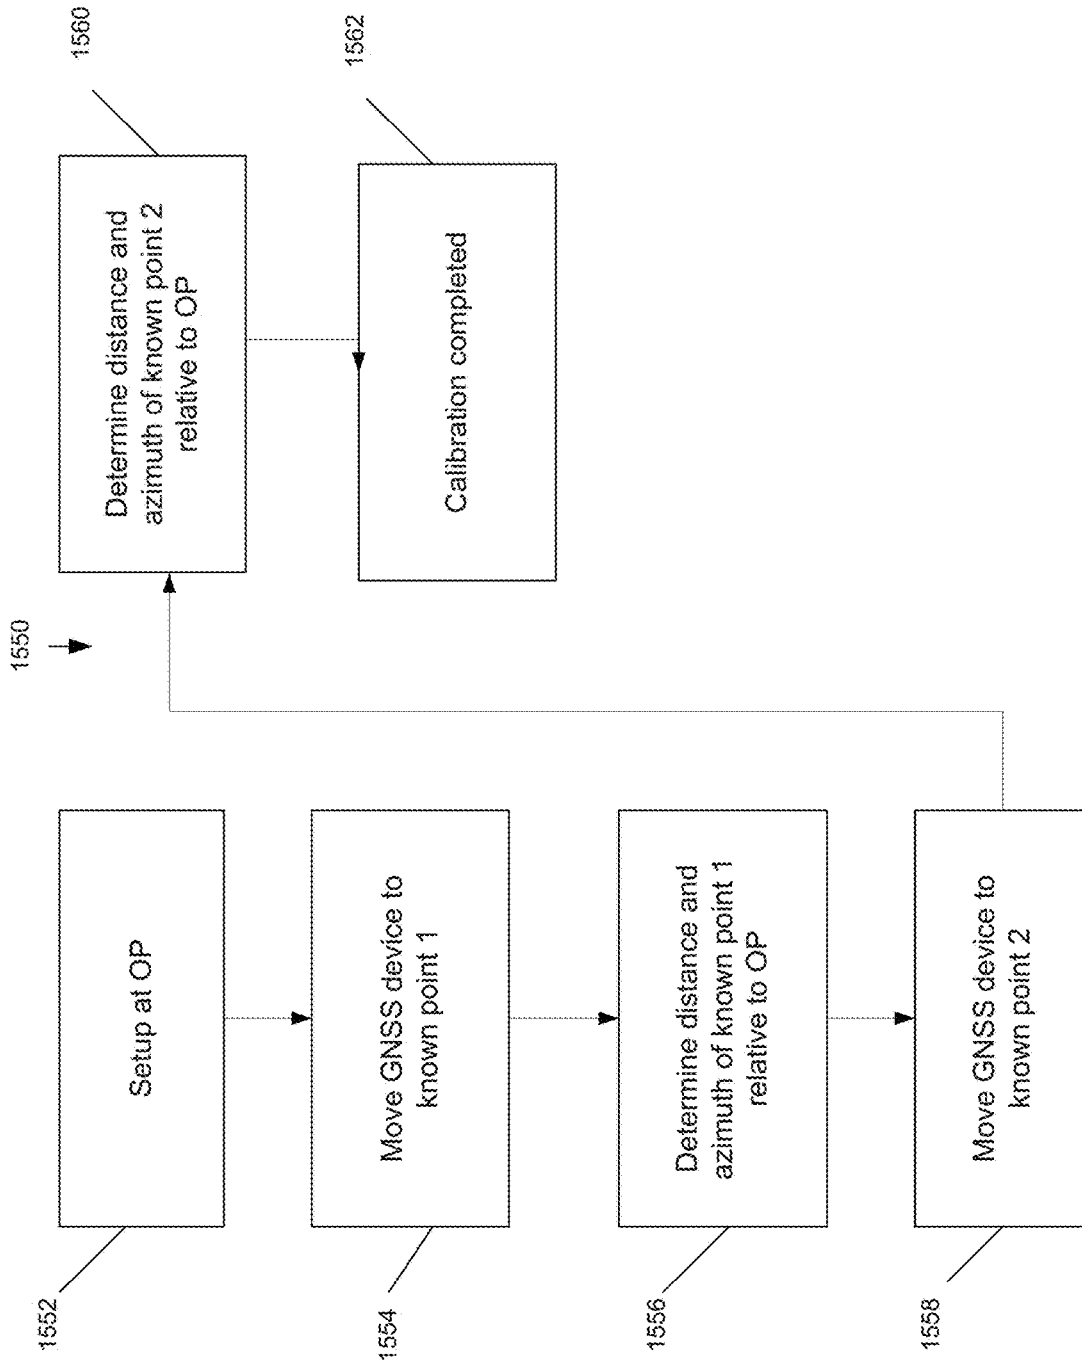 1550
1552
Setup at OP
1554
Move GNSS device to
known point 1
1556
Determine distance and
azimuth of known point 1
relative to OP
1558
Move GNSS device to
known point 2
1560
Determine distance and
azimuth of known point 2
relative to OP
1562
Calibration completed